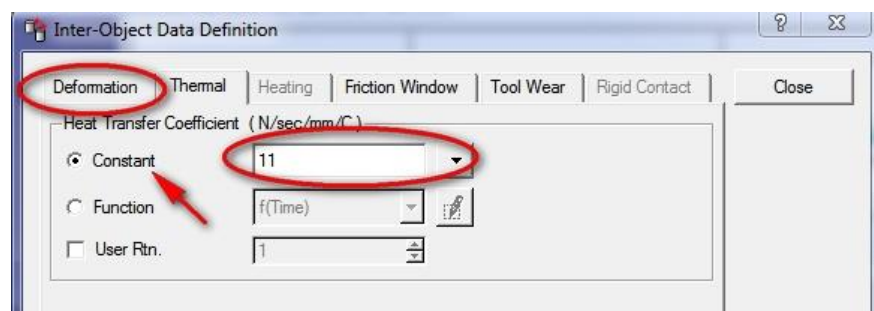 Inter-Object Data Definition
Deformation Thermal Heating Friction Window Tool Wear Rigid Contact Close
Heat Transfer Coefficient ( N/sec/mm/C )
Constant 11
Function f(Time)
User Rtn. 1